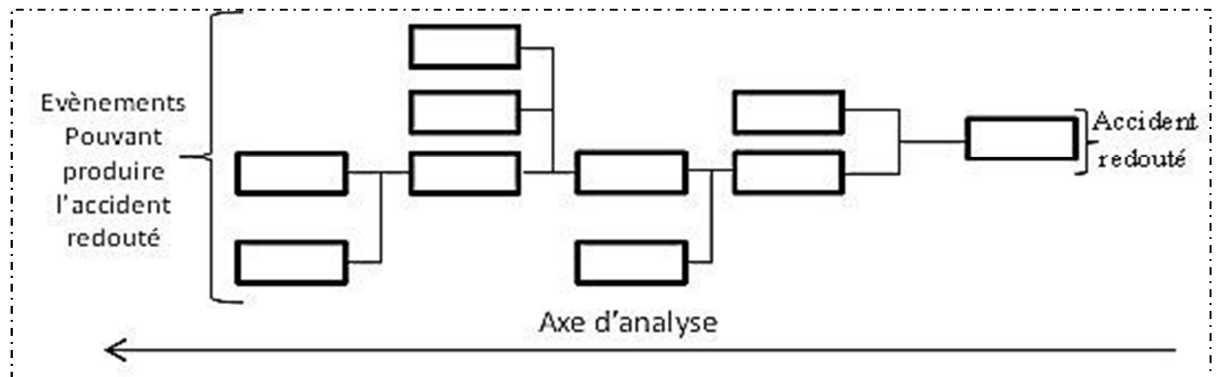 Evènements
Pouvant
produire
l'accident
redouté
Accident
redouté
Axe d'analyse